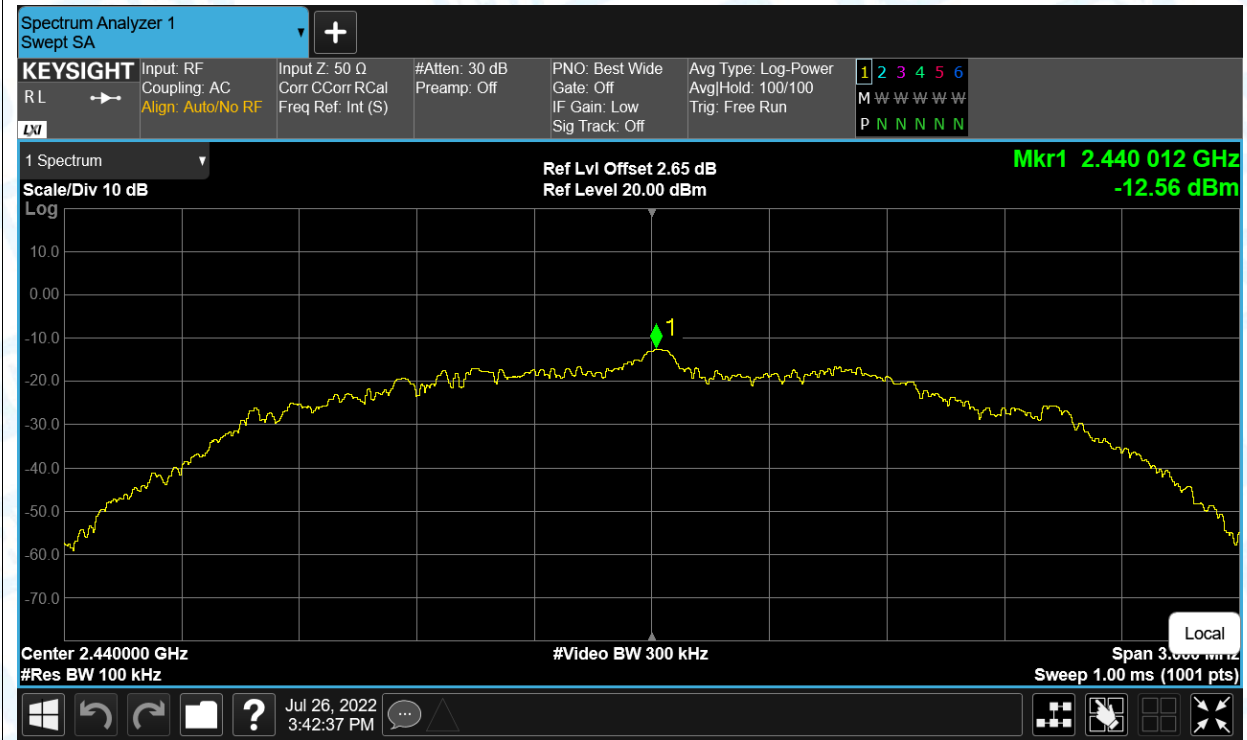 Spectrum Analyzer 1
Swept SA
KEYSIGHT
R L
LXI
Input: RF
Coupling: AC
Align: Auto/No RF
Input Z: 50 Ω
Corr CCorr RCal
Freq Ref: Int (S)
#Atten: 30 dB
Preamp: Off
PNO: Best Wide
Gate: Off
IF Gain: Low
Sig Track: Off
Avg Type: Log-Power
Avg|Hold: 100/100
Trig: Free Run
1 2 3 4 5 6
M W W W W W
P N N N N N
1 Spectrum
Scale/Div 10 dB
Log
Ref Lvl Offset 2.65 dB
Ref Level 20.00 dBm
Mkr1 2.440 012 GHz
-12.56 dBm
10.0
0.00
1
-10.0
-20.0
-30.0
-40.0
-50.0
-60.0
-70.0
Local
Center 2.440000 GHz
#Video BW 300 kHz
Span 3.000 MHz
#Res BW 100 kHz
Sweep 1.00 ms (1001 pts)
?
Jul 26, 2022
3:42:37 PM